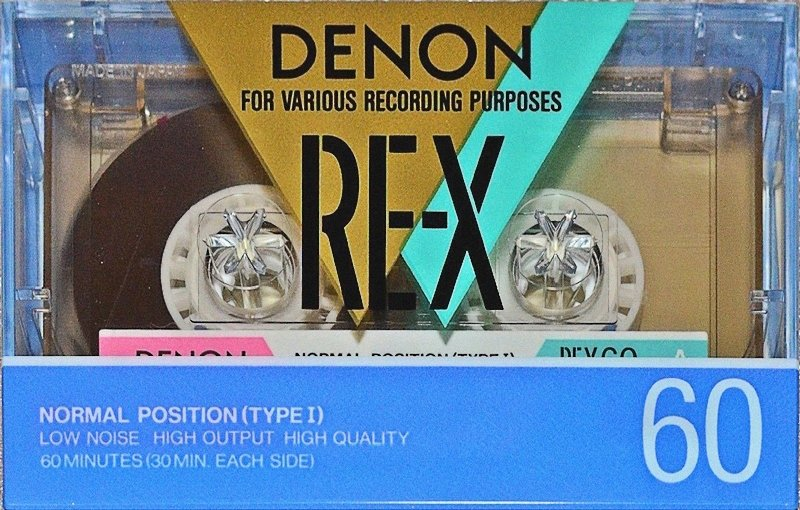 MADE IN JAPAN
DENON
FOR VARIOUS RECORDING PURPOSES
RE-X
DENON NORMAL POSITION (TYPE I) RE-X 60 A
NORMAL POSITION (TYPE I)
LOW NOISE HIGH OUTPUT HIGH QUALITY
60 MINUTES (30 MIN. EACH SIDE)
60